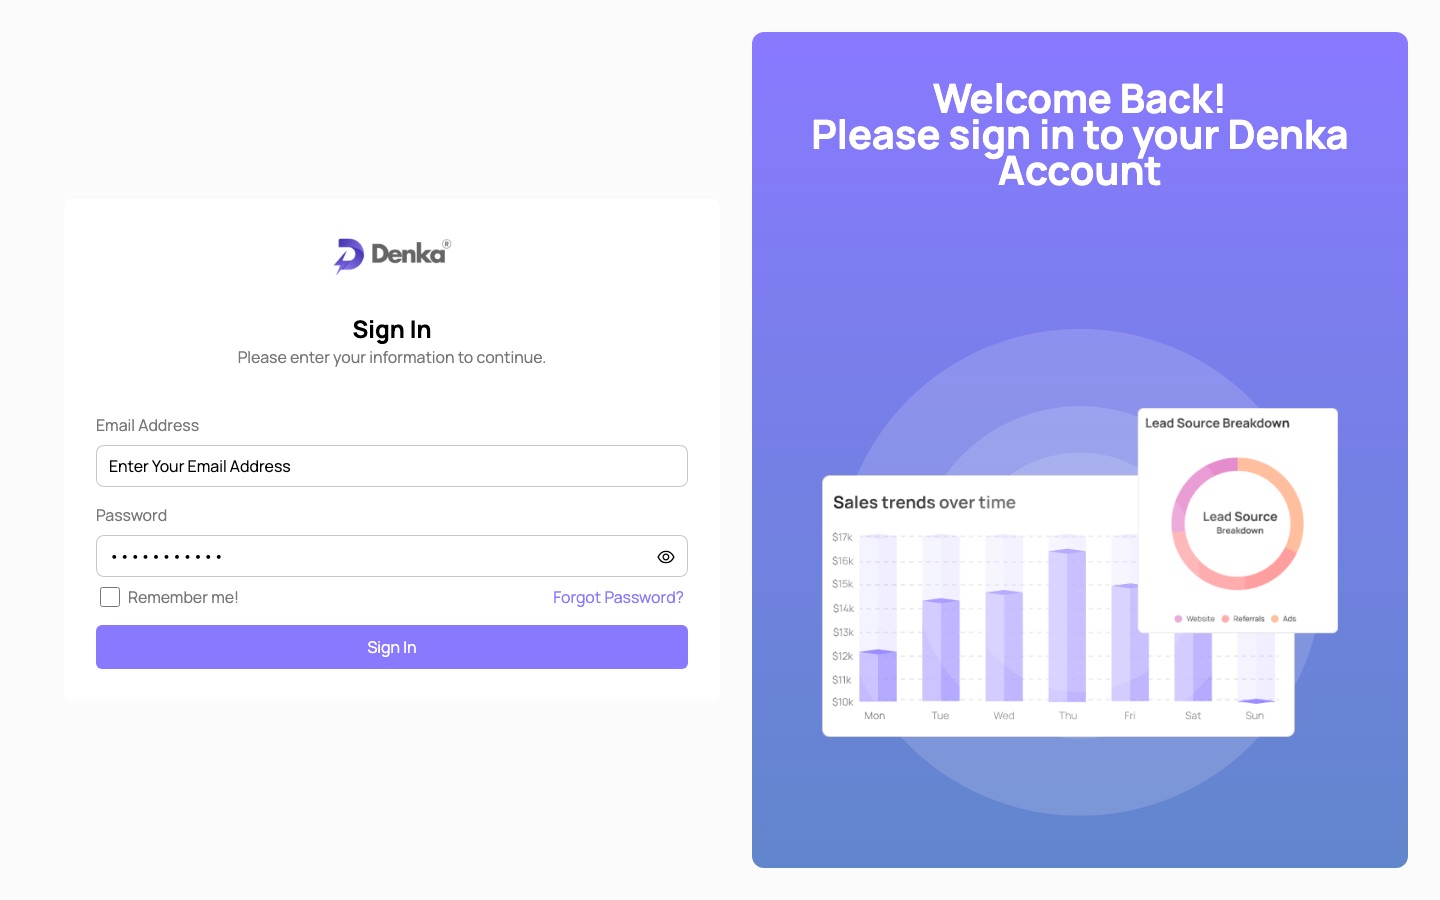 Denka®
Sign In
Please enter your information to continue.
Email Address
Enter Your Email Address
Password
•••••••••••
Remember me!
Forgot Password?
Sign In
Welcome Back!
Please sign in to your Denka
Account
Lead Source Breakdown
Lead Source
Breakdown
Website
Referrals
Ads
Sales trends over time
$17k
$16k
$15k
$14k
$13k
$12k
$11k
$10k
Mon
Tue
Wed
Thu
Fri
Sat
Sun